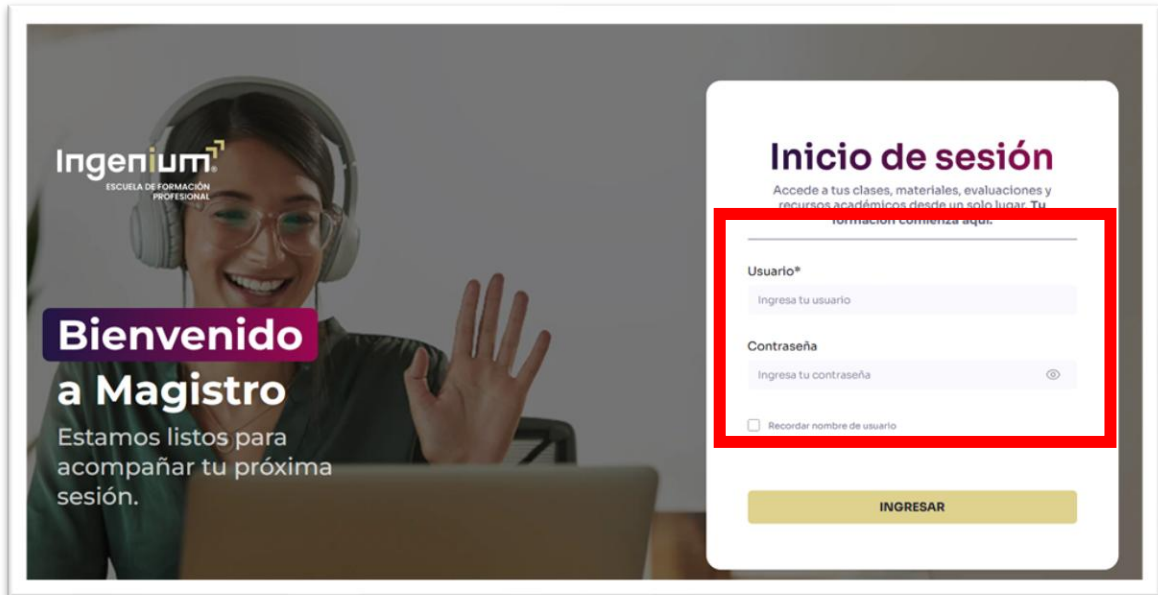 Ingenium®
ESCUELA DE FORMACIÓN
PROFESIONAL
Bienvenido
a Magistro
Estamos listos para
acompañar tu próxima
sesión.
Inicio de sesión
Accede a tus clases, materiales, evaluaciones y
recursos académicos desde un solo lugar. Tu
formación comienza aquí.
Usuario*
Ingresa tu usuario
Contraseña
Ingresa tu contraseña
Recordar nombre de usuario
INGRESAR